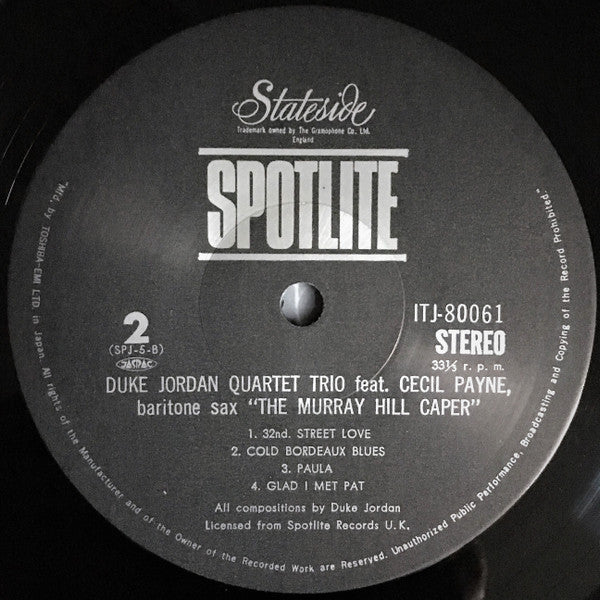 Stateside
Trademark owned by The Gramophone Co. Ltd.
England
SPOTLITE
ITJ-80061
STEREO
33⅓ r. p. m.
2
(SPJ-5-B)
JASRAC
DUKE JORDAN QUARTET TRIO feat. CECIL PAYNE,
baritone sax "THE MURRAY HILL CAPER"
1. 32nd. STREET LOVE
2. COLD BORDEAUX BLUES
3. PAULA
4. GLAD I MET PAT
All compositions by Duke Jordan
Licensed from Spotlite Records U. K.
"Mfd. by TOSHIBA-EMI LTD. in Japan. All rights of the Manufacturer and of the Owner of the Recorded Work are Reserved. Unauthorized Public Performance, Broadcasting and Copying of the Record Prohibited."